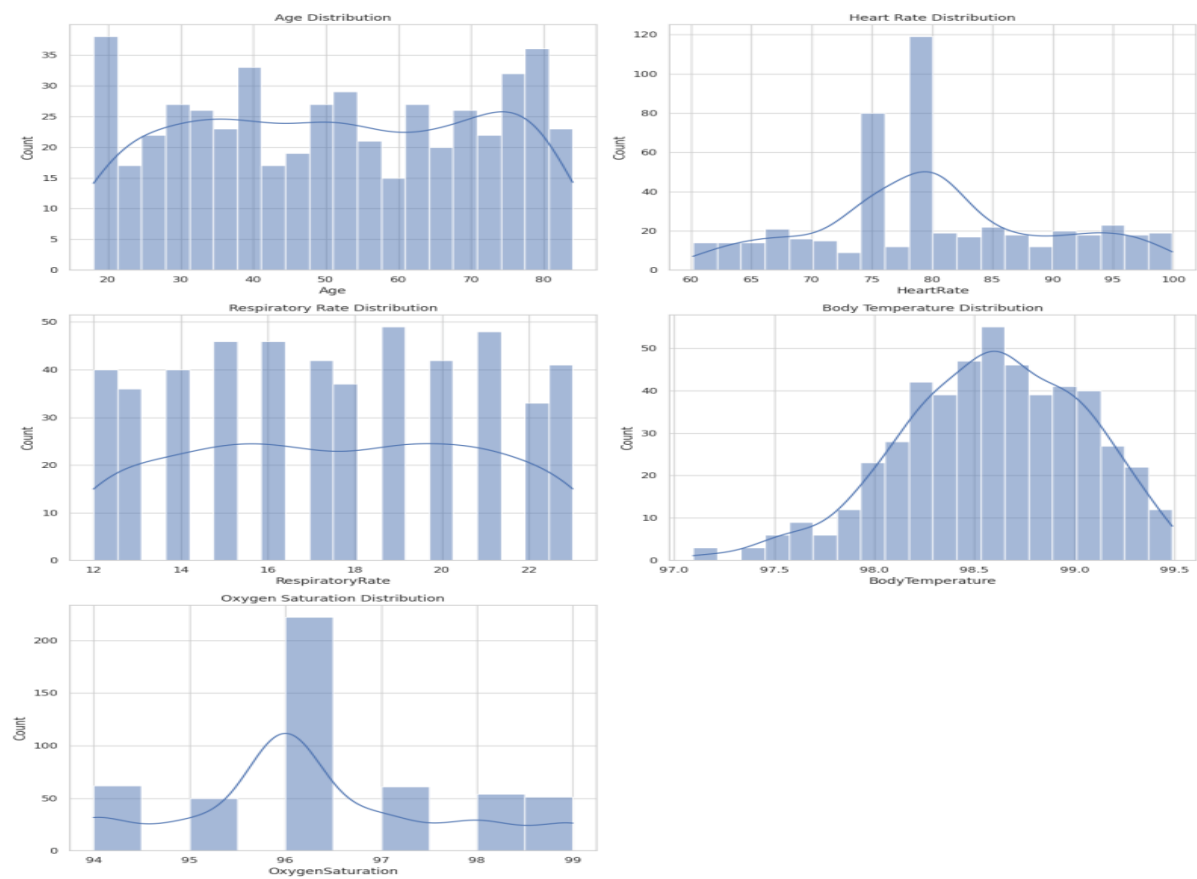 Age Distribution
Count
35
30
25
20
15
10
5
0
20 30 40 50 60 70 80
Age
Heart Rate Distribution
Count
120
100
80
60
40
20
0
60 65 70 75 80 85 90 95 100
HeartRate
Respiratory Rate Distribution
Count
50
40
30
20
10
0
12 14 16 18 20 22
RespiratoryRate
Body Temperature Distribution
Count
50
40
30
20
10
0
97.0 97.5 98.0 98.5 99.0 99.5
BodyTemperature
Oxygen Saturation Distribution
Count
200
150
100
50
0
94 95 96 97 98 99
OxygenSaturation